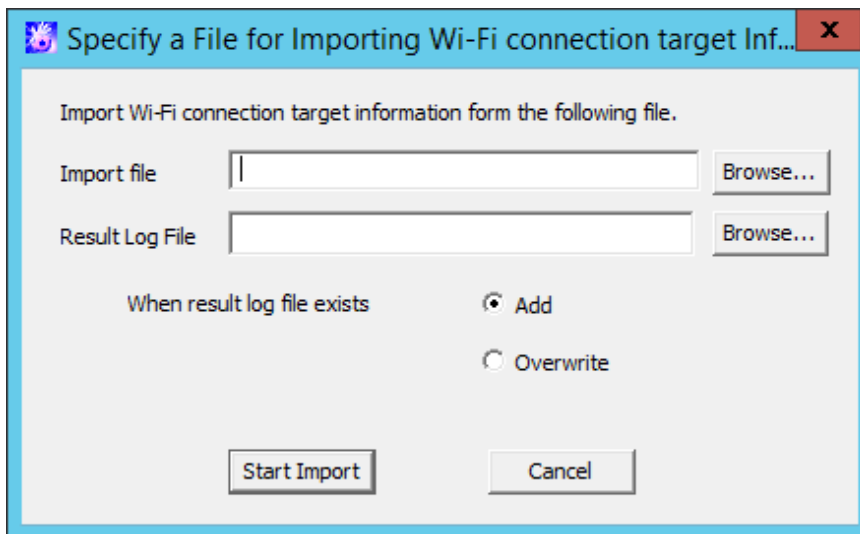 Specify a File for Importing Wi-Fi connection target Inf...
x
Import Wi-Fi connection target information form the following file.
Import file
Browse...
Result Log File
Browse...
When result log file exists
Add
Overwrite
Start Import
Cancel